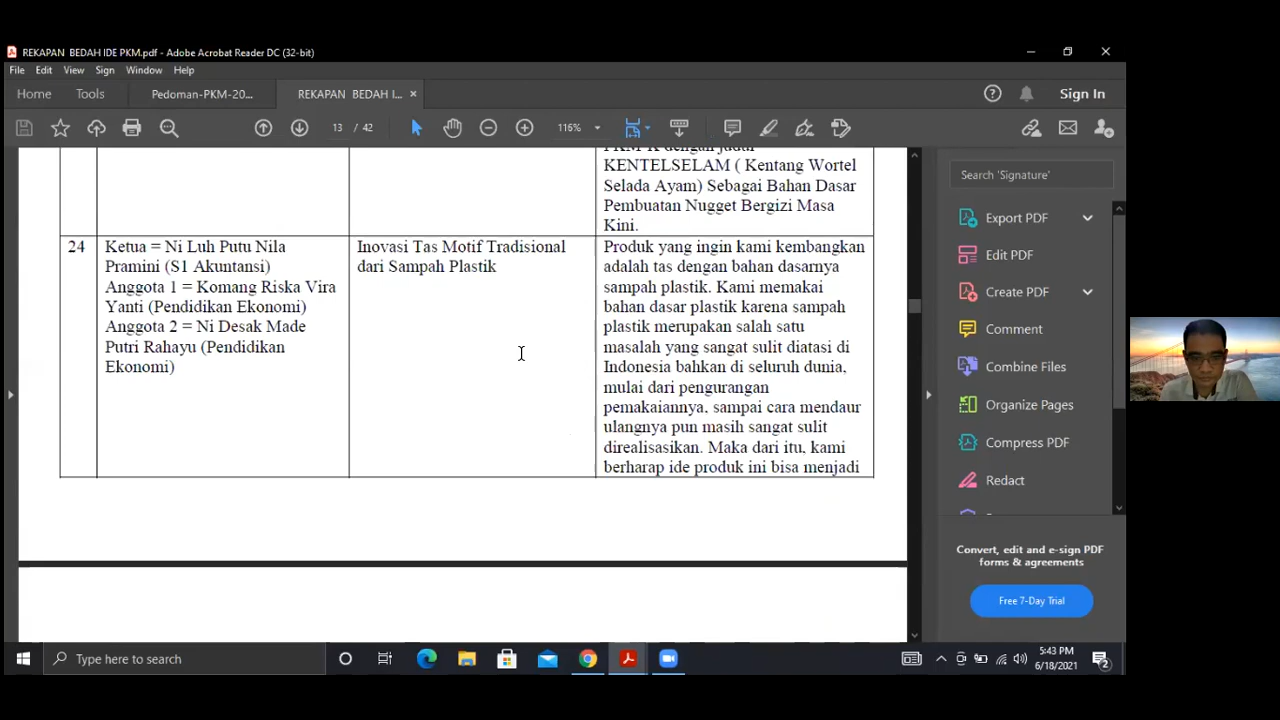 REKAPAN BEDAH IDE PKM.pdf - Adobe Acrobat Reader DC (32-bit)
File Edit View Sign Window Help
Home Tools Pedoman-PKM-20... REKAPAN BEDAH I... × Sign In
13 / 42 116%
KENTELSELAM ( Kentang Wortel
Selada Ayam) Sebagai Bahan Dasar
Pembuatan Nugget Bergizi Masa
Kini.
24
Ketua = Ni Luh Putu Nila
Pramini (S1 Akuntansi)
Anggota 1 = Komang Riska Vira
Yanti (Pendidikan Ekonomi)
Anggota 2 = Ni Desak Made
Putri Rahayu (Pendidikan
Ekonomi)
Inovasi Tas Motif Tradisional
dari Sampah Plastik
Produk yang ingin kami kembangkan
adalah tas dengan bahan dasarnya
sampah plastik. Kami memakai
bahan dasar plastik karena sampah
plastik merupakan salah satu
masalah yang sangat sulit diatasi di
Indonesia bahkan di seluruh dunia,
mulai dari pengurangan
pemakaiannya, sampai cara mendaur
ulangnya pun masih sangat sulit
direalisasikan. Maka dari itu, kami
berharap ide produk ini bisa menjadi
Search 'Signature'
Export PDF
Edit PDF
Create PDF
Comment
Combine Files
Organize Pages
Compress PDF
Redact
Convert, edit and e-sign PDF
forms & agreements
Free 7-Day Trial
Type here to search
5:43 PM
6/18/2021
2